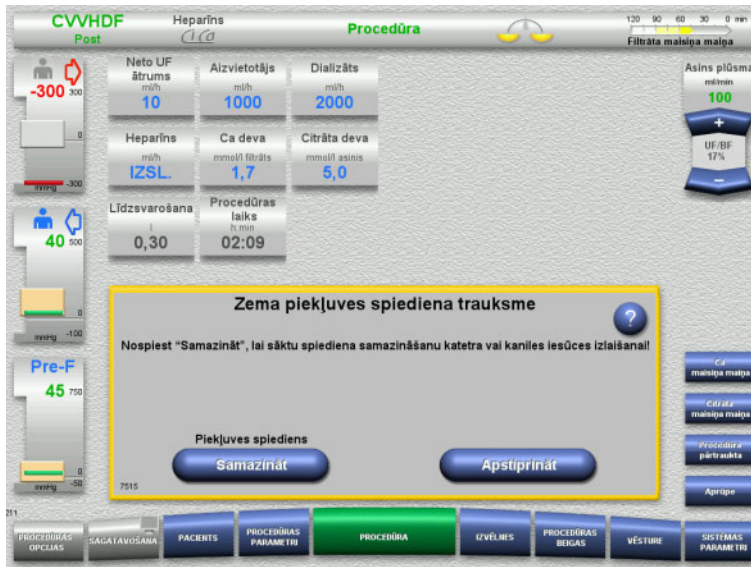 CVVHDF
Post
Heparīns
Cica
Procedūra
120 90 60 30 0 min
Filtrāta maisiņa maiņa
-300
300
0
-300
mmHg
40
500
0
-100
mmHg
Pre-F
45
750
0
-50
mmHg
Neto UF
ātrums
ml/h
10
Aizvietotājs
ml/h
1000
Dializāts
ml/h
2000
Heparīns
ml/h
IZSL.
Ca deva
mmol/l filtrāts
1,7
Citrāta deva
mmol/l asinis
5,0
Līdzsvarošana
l
0,30
Procedūras
laiks
h:min
02:09
Asins plūsma
ml/min
100
+
UF/BF
17%
−
Zema piekļuves spiediena trauksme
?
Nospiest “Samazināt”, lai sāktu spiediena samazināšanu katetra vai kaniles iesūces izlaišanai!
Piekļuves spiediens
Samazināt
Apstiprināt
7515
Ca
maisiņa maiņa
Citrāta
maisiņa maiņa
Procedūra
pārtraukta
Aprūpe
211
PROCEDŪRAS
OPCIJAS
SAGATAVOŠANA
PACIENTS
PROCEDŪRAS
PARAMETRI
PROCEDŪRA
IZVĒLNES
PROCEDŪRAS
BEIGAS
VĒSTURE
SISTĒMAS
PARAMETRI